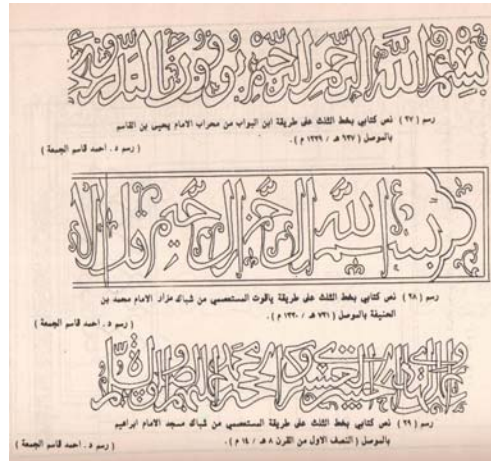 بسم الله الرحمن الرحيم يوفون بالنذر
رسم ( ٢٧ ) نص كتابي بخط الثلث على طريقة ابن البواب من محراب الامام يحيى بن القاسم
بالموصل ( ٦٣٧ هـ / ١٢٣٩ م ) .
( رسم د . احمد قاسم الجمعة )
بسم الله الرحمن الرحيم
رسم ( ٢٨ ) نص كتابي بخط الثلث على طريقة ياقوت المستعصمي من شباك مزار الامام محمد بن
الحنيفة بالموصل ( ٧٣١ هـ / ١٣٣٠ م ) .
( رسم د . احمد قاسم الجمعة )
رسم ( ٢٩ ) نص كتابي بخط الثلث على طريقة المستعصمي من شباك مسجد الامام ابراهيم
بالموصل ( النصف الاول من القرن ٨ هـ / ١٤ م ) .
( رسم د . احمد قاسم الجمعة )